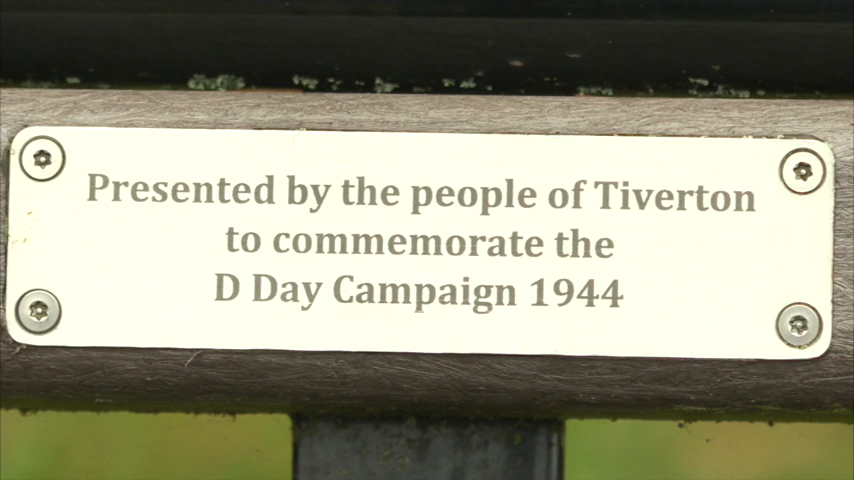 Presented by the people of Tiverton
to commemorate the
D Day Campaign 1944